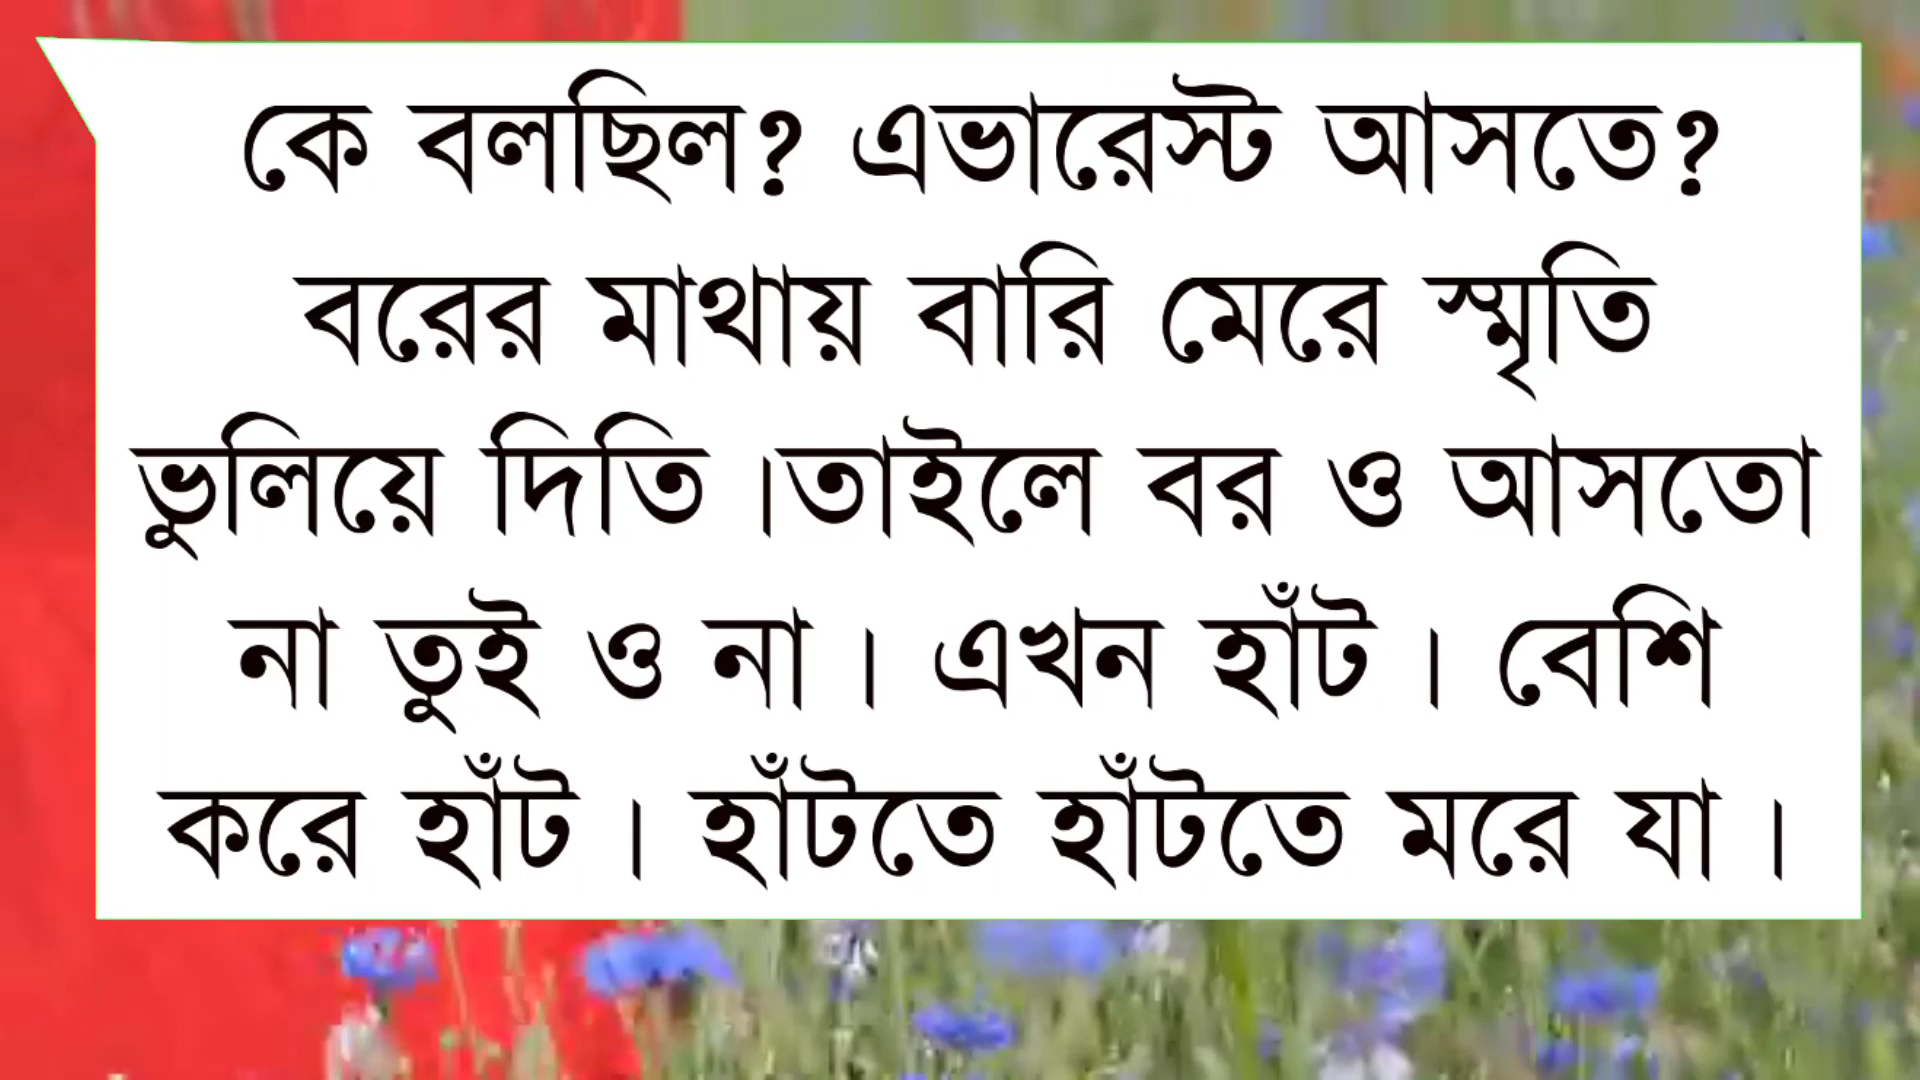 কে বলছিল? এভারেস্ট আসতে?
বরের মাথায় বারি মেরে স্মৃতি
ভুলিয়ে দিতি ।তাইলে বর ও আসতো
না তুই ও না । এখন হাঁট । বেশি
করে হাঁট । হাঁটতে হাঁটতে মরে যা ।